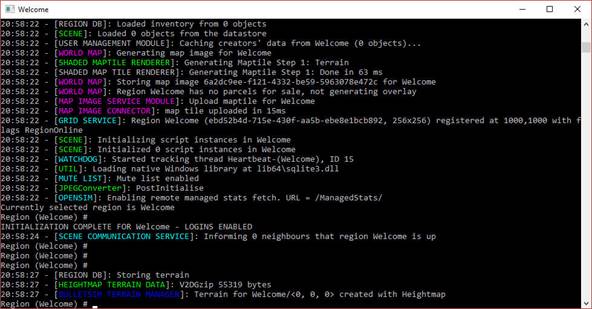 Welcome
20:58:22 - [REGION DB]: Loaded inventory from 0 objects
20:58:22 - [SCENE]: Loaded 0 objects from the datastore
20:58:22 - [USER MANAGEMENT MODULE]: Caching creators' data from Welcome (0 objects)...
20:58:22 - [WORLD MAP]: Generating map image for Welcome
20:58:22 - [SHADED MAPTILE RENDERER]: Generating Maptile Step 1: Terrain
20:58:22 - [SHADED MAP TILE RENDERER]: Generating Maptile Step 1: Done in 63 ms
20:58:22 - [WORLD MAP]: Storing map image 6a2dc9ee-f121-4332-be59-5963078e472c for Welcome
20:58:22 - [WORLD MAP]: Region Welcome has no parcels for sale, not generating overlay
20:58:22 - [MAP IMAGE SERVICE MODULE]: Upload maptile for Welcome
20:58:22 - [MAP IMAGE CONNECTOR]: map tile uploaded in 15ms
20:58:22 - [GRID SERVICE]: Region Welcome (ebd52b4d-715e-430f-aa5b-ebe8e1bcb892, 256x256) registered at 1000,1000 with f
lags RegionOnline
20:58:22 - [SCENE]: Initializing script instances in Welcome
20:58:22 - [SCENE]: Initialized 0 script instances in Welcome
20:58:22 - [WATCHDOG]: Started tracking thread Heartbeat-(Welcome), ID 15
20:58:22 - [UTIL]: Loading native Windows library at lib64\sqlite3.dll
20:58:22 - [MUTE LIST]: Mute list enabled
20:58:22 - [JPEGConverter]: PostInitialise
20:58:22 - [OPENSIM]: Enabling remote managed stats fetch. URL = /ManagedStats/
Currently selected region is Welcome
Region (Welcome) #
INITIALIZATION COMPLETE FOR Welcome - LOGINS ENABLED
20:58:24 - [SCENE COMMUNICATION SERVICE]: Informing 0 neighbours that region Welcome is up
Region (Welcome) #
Region (Welcome) #
Region (Welcome) #
20:58:27 - [REGION DB]: Storing terrain
20:58:27 - [HEIGHTMAP TERRAIN DATA]: V2DGzip 55319 bytes
20:58:27 - [BULLETSIM TERRAIN MANAGER]: Terrain for Welcome/<0, 0, 0> created with Heightmap
Region (Welcome) #